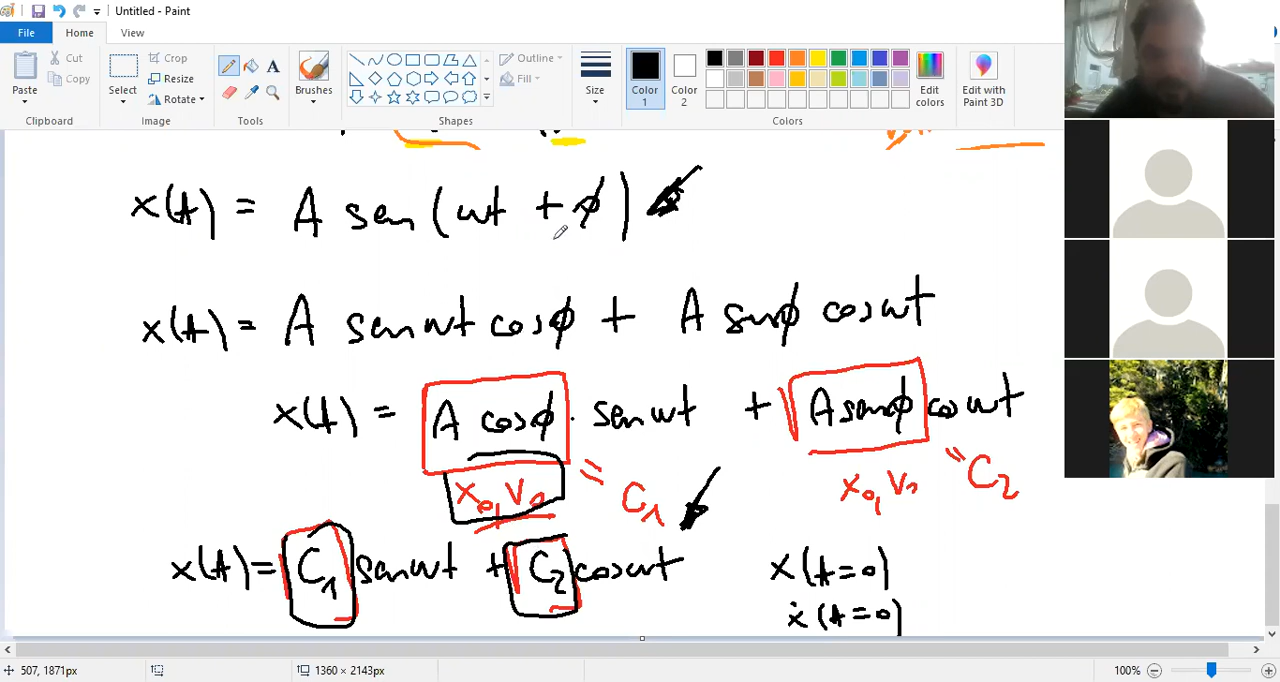 Untitled - Paint
File Home View
Paste Cut Copy Clipboard
Select Crop Resize Rotate Image
Tools
Brushes
Outline Fill Shapes
Size
Color 1 Color 2 Colors
Edit colors
Edit with Paint 3D
x(t) = A sen(wt + ϕ)
x(t) = A senwt cosϕ + A senϕ coswt
x(t) = A cosϕ . senwt + A senϕ coswt
x0, v0 = C1 x0, v0 = C2
x(t) = C1 senwt + C2 coswt x(t=0)
ẋ(t=0)
507, 1871px 1360 × 2143px 100%